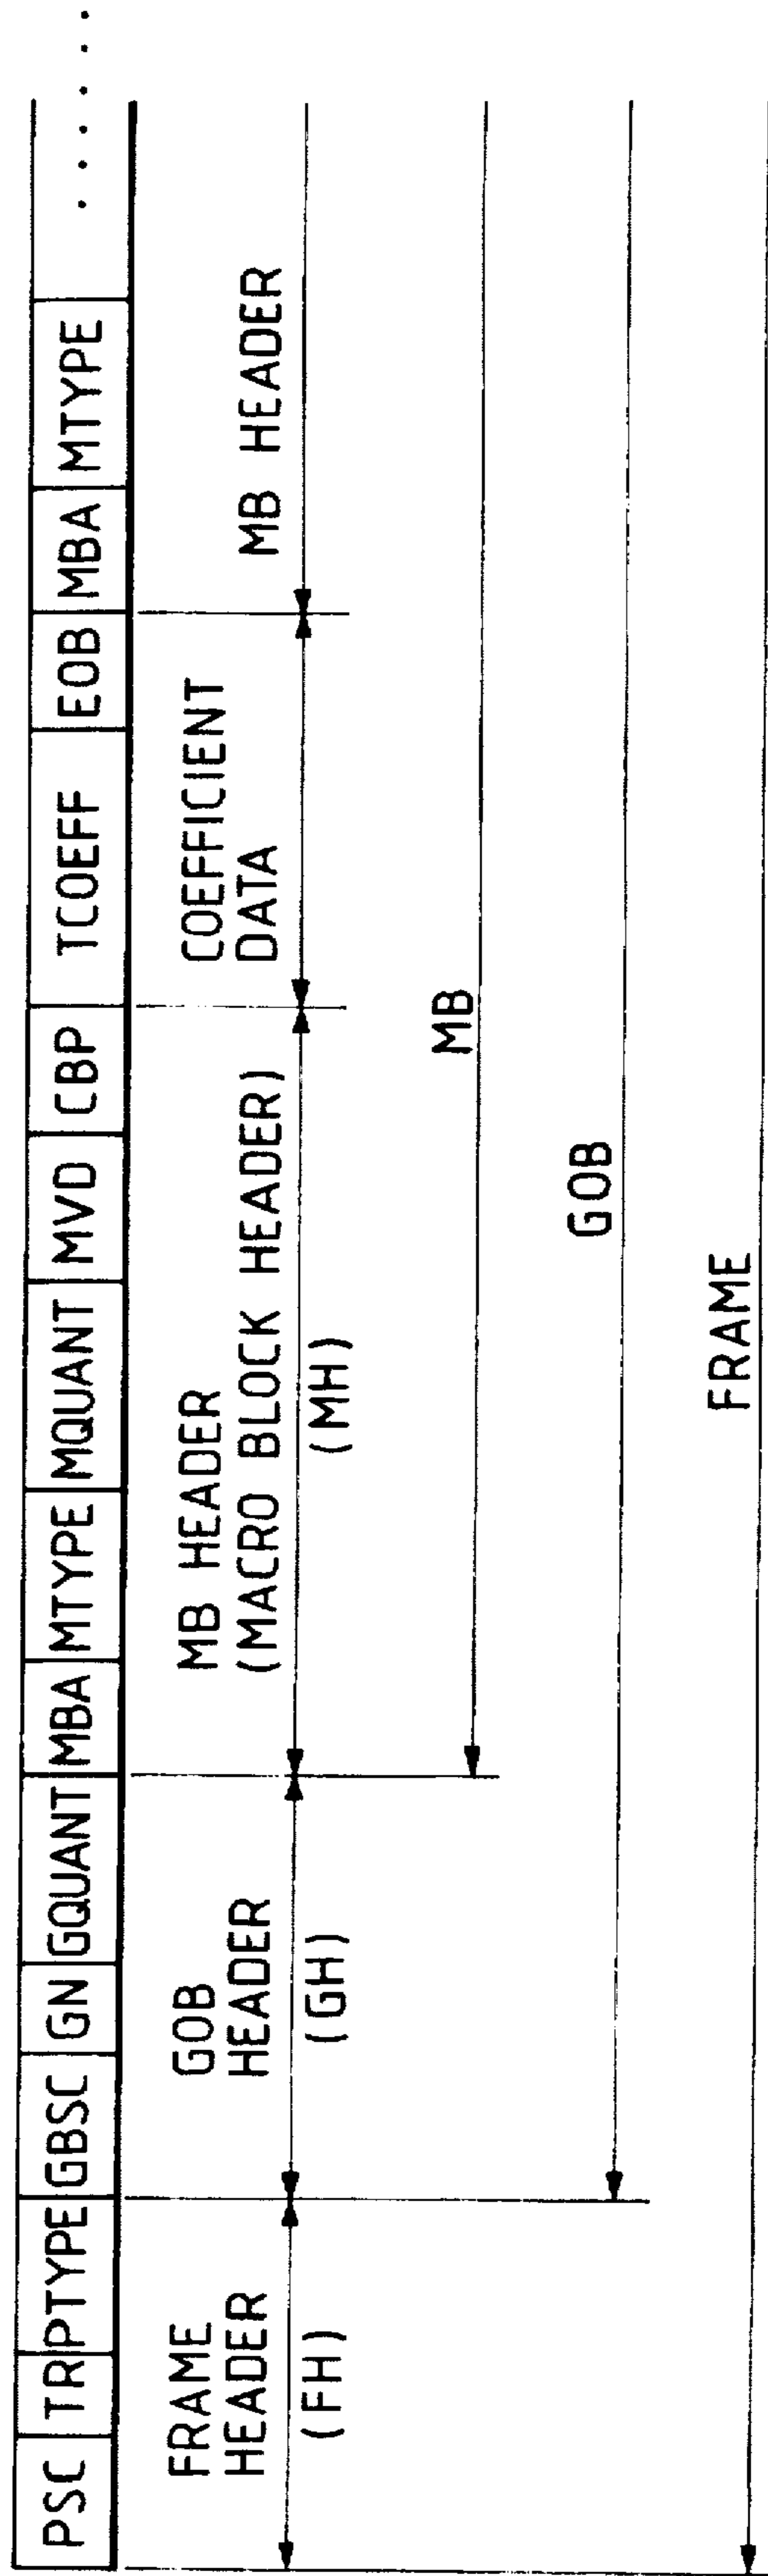 PSC TR PTYPE GBSC GN GQUANT MBA MTYPE MQUANT MVD CBP TCOEFF EOB MBA MTYPE ......
FRAME
HEADER
(FH)
GOB
HEADER
(GH)
MB HEADER
(MACRO BLOCK HEADER)
(MH)
COEFFICIENT
DATA
MB HEADER
MB
GOB
FRAME